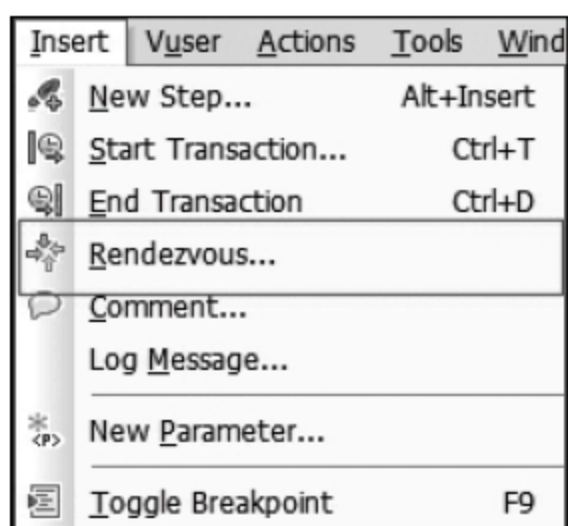 Insert Vuser Actions Tools Wind
New Step... Alt+Insert
Start Transaction... Ctrl+T
End Transaction Ctrl+D
Rendezvous...
Comment...
Log Message...
<P> New Parameter...
Toggle Breakpoint F9